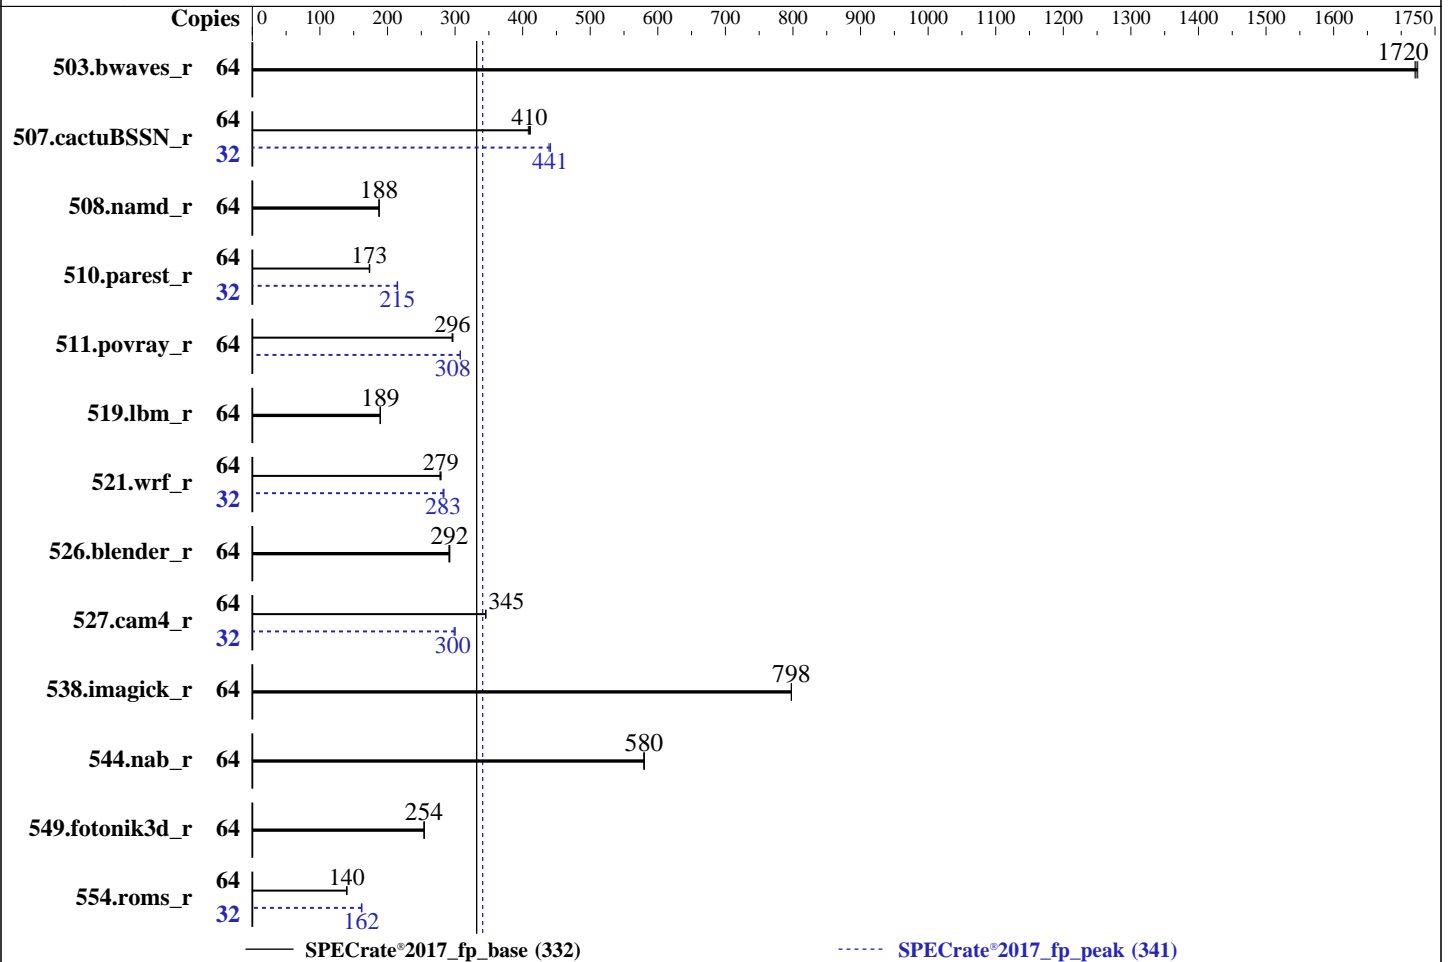 Copies 0 100 200 300 400 500 600 700 800 900 1000 1100 1200 1300 1400 1500 1600 1750
503.bwaves_r 64 1720
507.cactuBSSN_r 64 410
32 441
508.namd_r 64 188
510.parest_r 64 173
32 215
511.povray_r 64 296
308
519.lbm_r 64 189
521.wrf_r 64 279
32 283
526.blender_r 64 292
527.cam4_r 64 345
32 300
538.imagick_r 64 798
544.nab_r 64 580
549.fotonik3d_r 64 254
554.roms_r 64 140
32 162
SPECrate®2017_fp_base (332) SPECrate®2017_fp_peak (341)